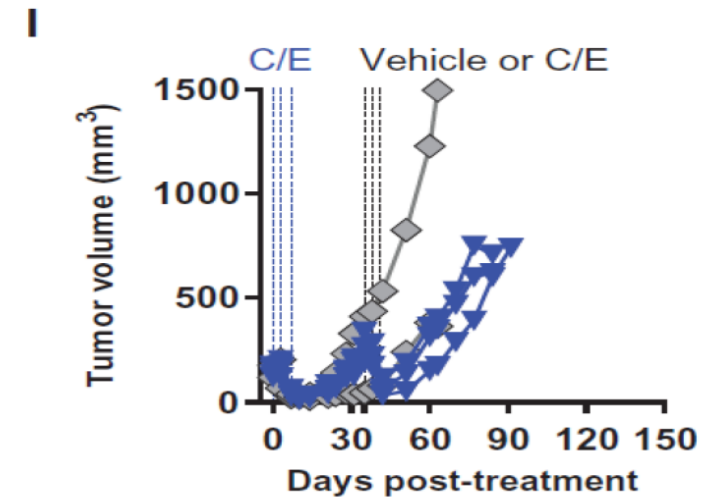 I
C/E Vehicle or C/E
Tumor volume (mm³)
1500
1000
500
0
0 30 60 90 120 150
Days post-treatment